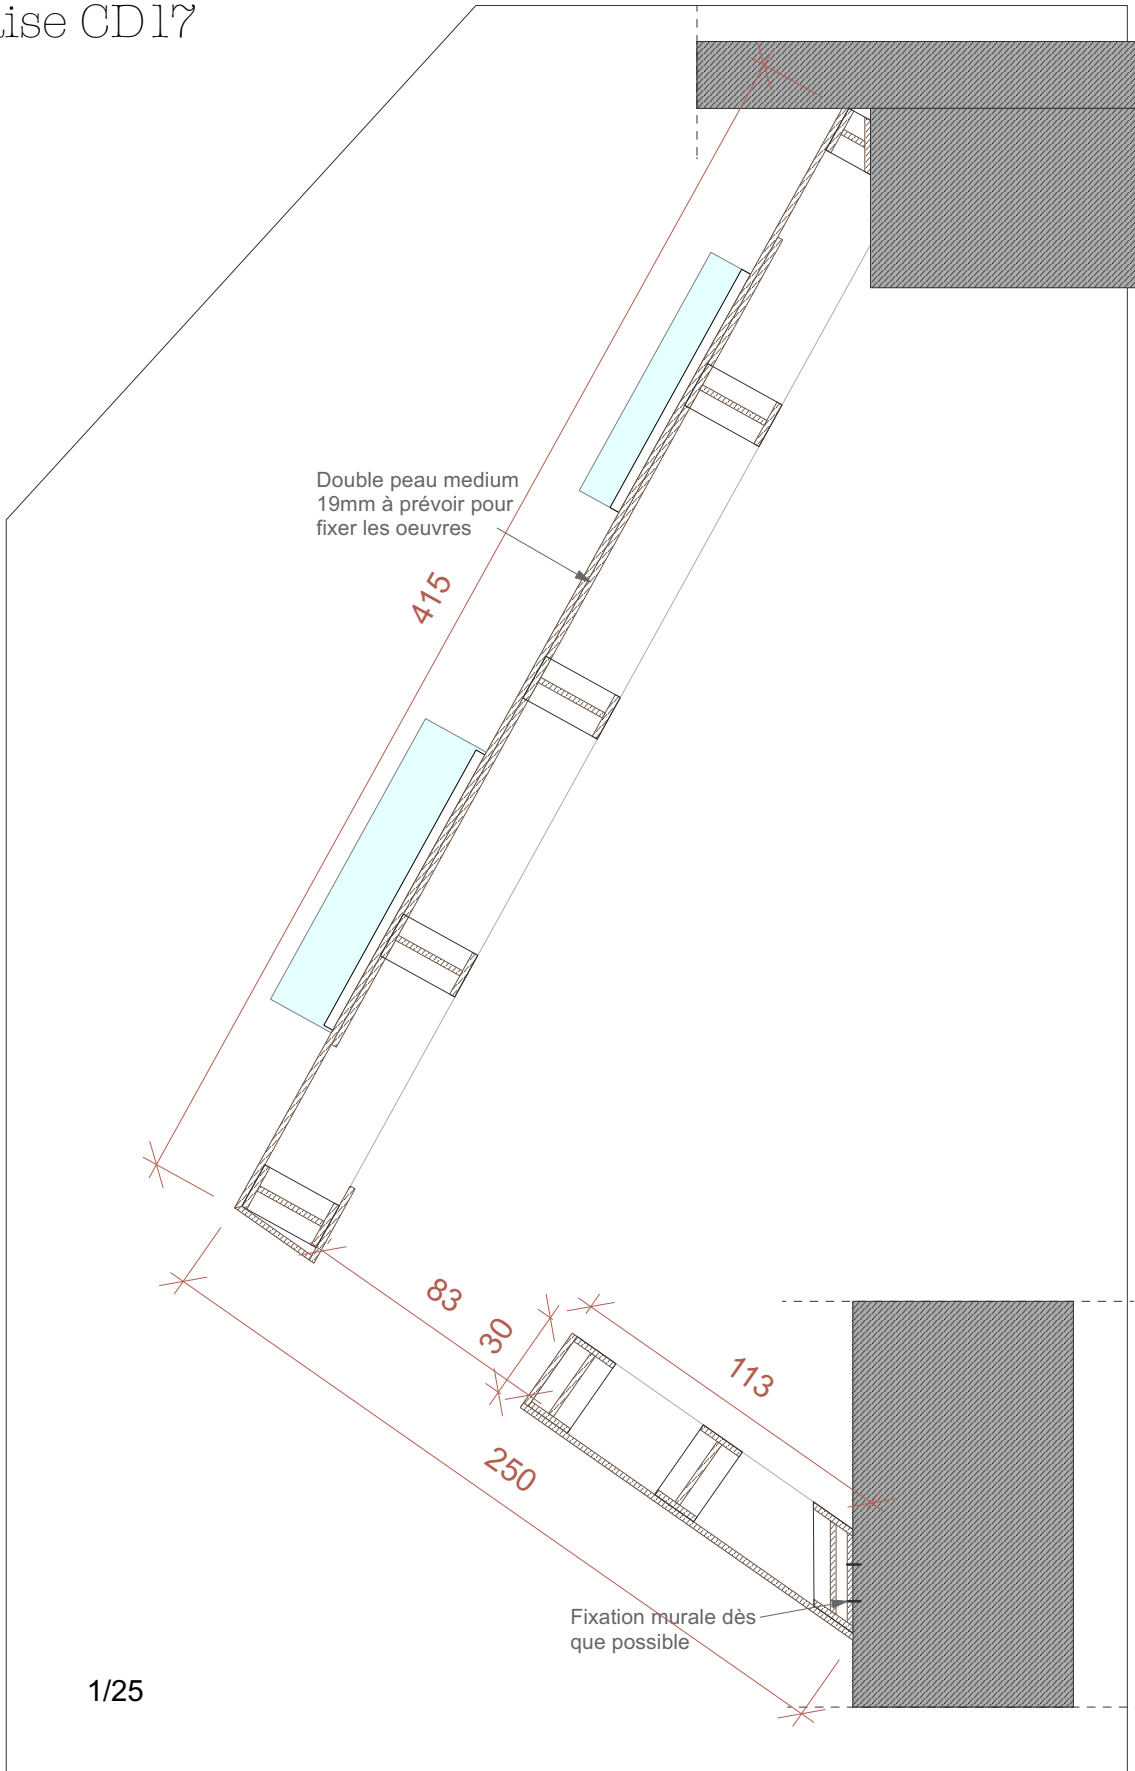 CD17
Double peau medium
19mm à prévoir pour
fixer les oeuvres
415
83
30
113
250
Fixation murale dès
que possible
1/25